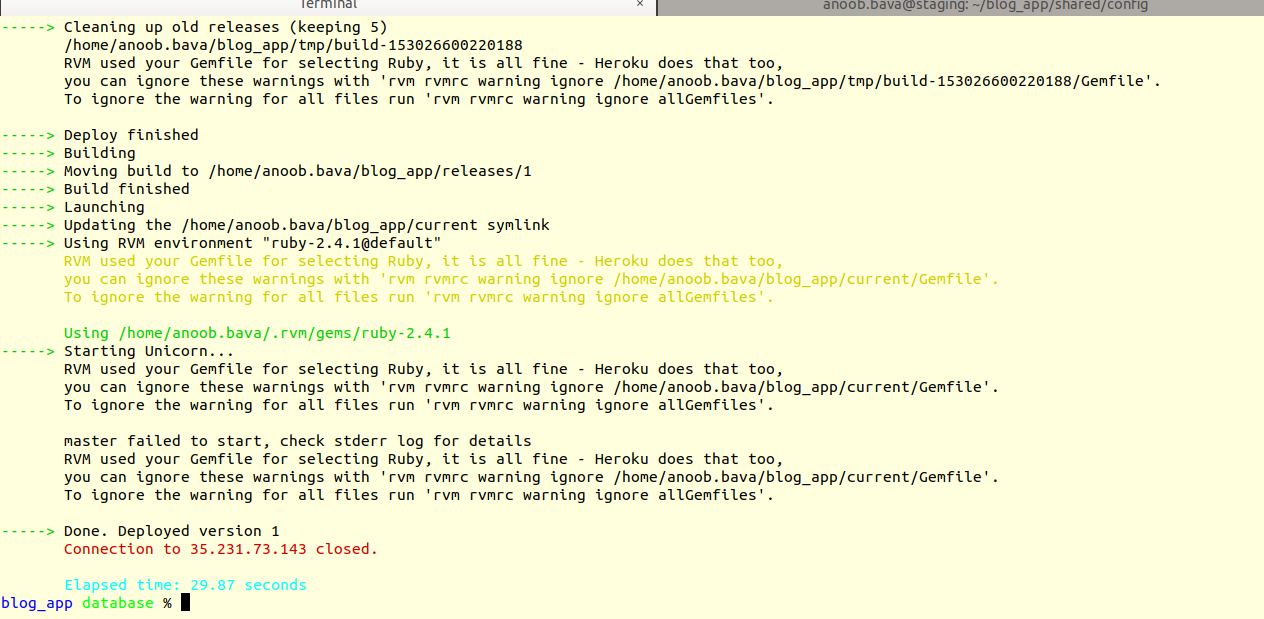 Terminal
×
anoob.bava@staging: ~/blog_app/shared/config
-----> Cleaning up old releases (keeping 5)
/home/anoob.bava/blog_app/tmp/build-153026600220188
RVM used your Gemfile for selecting Ruby, it is all fine - Heroku does that too,
you can ignore these warnings with 'rvm rvmrc warning ignore /home/anoob.bava/blog_app/tmp/build-153026600220188/Gemfile'.
To ignore the warning for all files run 'rvm rvmrc warning ignore allGemfiles'.
-----> Deploy finished
-----> Building
-----> Moving build to /home/anoob.bava/blog_app/releases/1
-----> Build finished
-----> Launching
-----> Updating the /home/anoob.bava/blog_app/current symlink
-----> Using RVM environment "ruby-2.4.1@default"
RVM used your Gemfile for selecting Ruby, it is all fine - Heroku does that too,
you can ignore these warnings with 'rvm rvmrc warning ignore /home/anoob.bava/blog_app/current/Gemfile'.
To ignore the warning for all files run 'rvm rvmrc warning ignore allGemfiles'.
Using /home/anoob.bava/.rvm/gems/ruby-2.4.1
-----> Starting Unicorn...
RVM used your Gemfile for selecting Ruby, it is all fine - Heroku does that too,
you can ignore these warnings with 'rvm rvmrc warning ignore /home/anoob.bava/blog_app/current/Gemfile'.
To ignore the warning for all files run 'rvm rvmrc warning ignore allGemfiles'.
master failed to start, check stderr log for details
RVM used your Gemfile for selecting Ruby, it is all fine - Heroku does that too,
you can ignore these warnings with 'rvm rvmrc warning ignore /home/anoob.bava/blog_app/current/Gemfile'.
To ignore the warning for all files run 'rvm rvmrc warning ignore allGemfiles'.
-----> Done. Deployed version 1
Connection to 35.231.73.143 closed.
Elapsed time: 29.87 seconds
blog_app database %